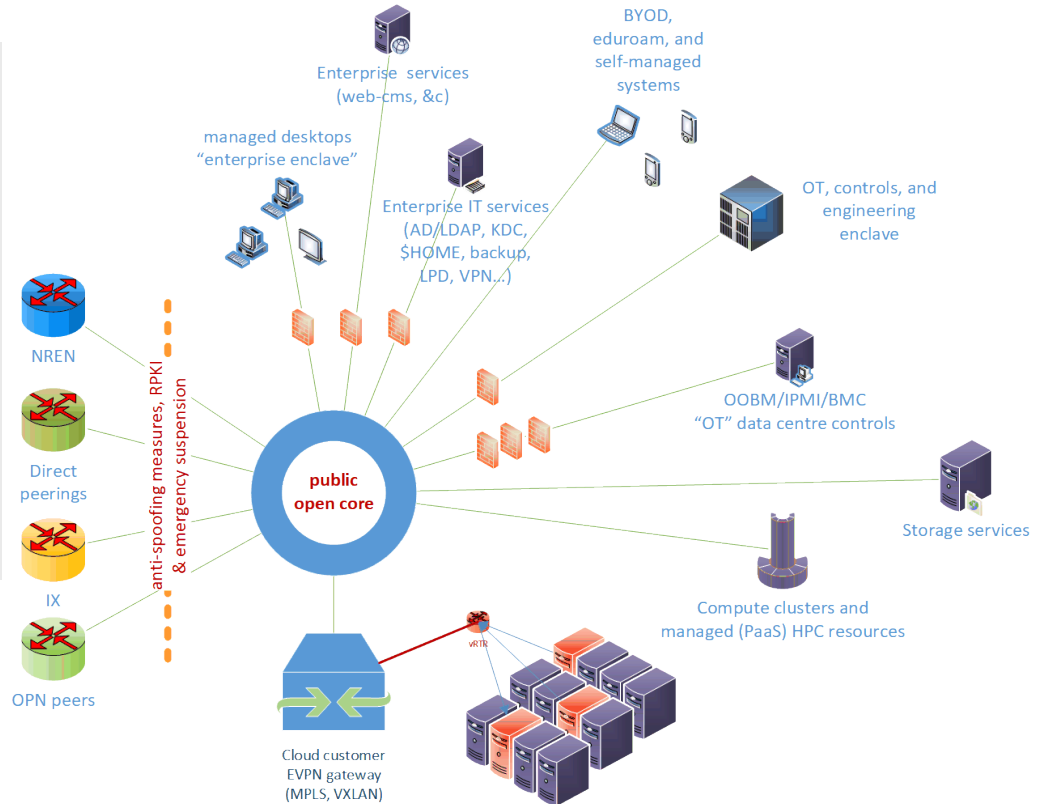 BYOD,
eduroam, and
self-managed
systems
Enterprise services
(web-cms, &c)
managed desktops
“enterprise enclave”
Enterprise IT services
(AD/LDAP, KDC,
$HOME, backup,
LPD, VPN...)
OT, controls, and
engineering
enclave
NREN
Direct
peerings
IX
OPN peers
anti-spoofing measures, RPKI
& emergency suspension
public
open core
OOBM/IPMI/BMC
“OT” data centre controls
Storage services
Compute clusters and
managed (PaaS) HPC resources
vRTR
Cloud customer
EVPN gateway
(MPLS, VXLAN)